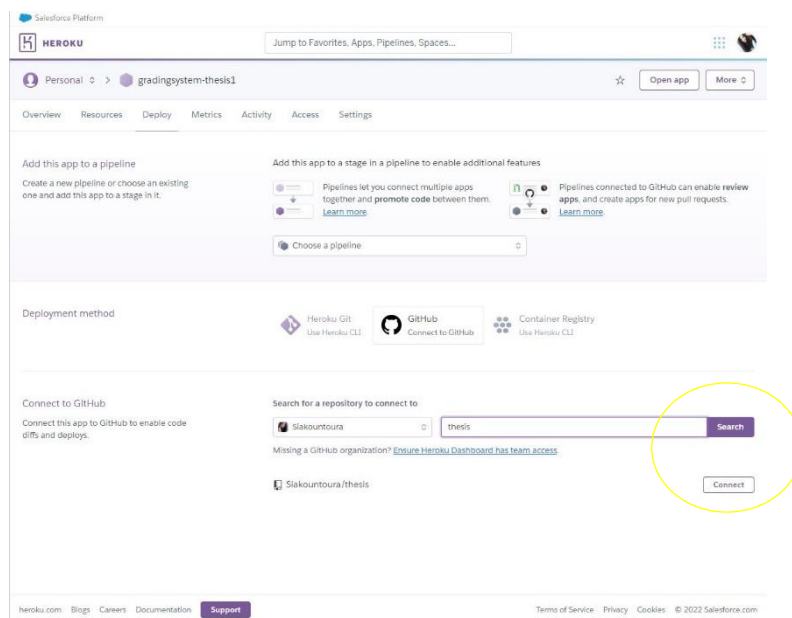 Salesforce Platform
HEROKU
Jump to Favorites, Apps, Pipelines, Spaces...
Personal > gradingsystem-thesis1
Open app
More
Overview Resources Deploy Metrics Activity Access Settings
Add this app to a pipeline
Create a new pipeline or choose an existing
one and add this app to a stage in it.
Add this app to a stage in a pipeline to enable additional features
Pipelines let you connect multiple apps
together and promote code between them.
Learn more.
Pipelines connected to GitHub can enable review
apps, and create apps for new pull requests.
Learn more.
Choose a pipeline
Deployment method
Heroku Git
Use Heroku CLI
GitHub
Connect to GitHub
Container Registry
Use Heroku CLI
Connect to GitHub
Connect this app to GitHub to enable code
diffs and deploys.
Search for a repository to connect to
Siakountoura
thesis
Search
Missing a GitHub organization? Ensure Heroku Dashboard has team access.
Siakountoura/thesis
Connect
heroku.com Blogs Careers Documentation Support
Terms of Service Privacy Cookies © 2022 Salesforce.com